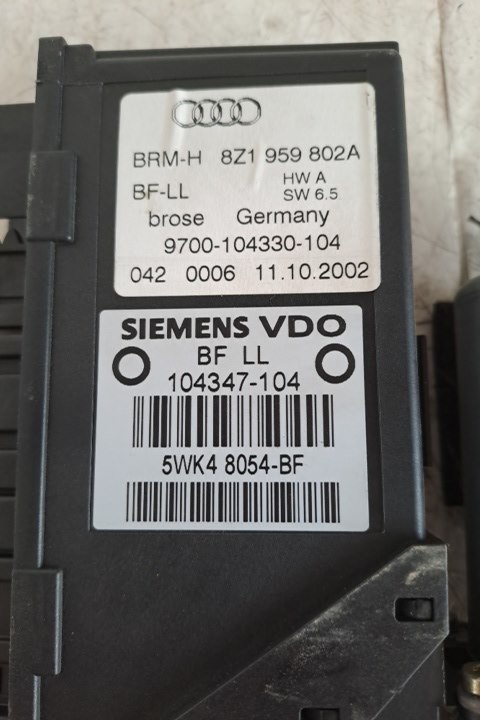 BRM-H 8Z1 959 802A
BF-LL HW A
SW 6.5
brose Germany
9700-104330-104
042 0006 11.10.2002
SIEMENS VDO
BF LL
104347-104
5WK4 8054-BF